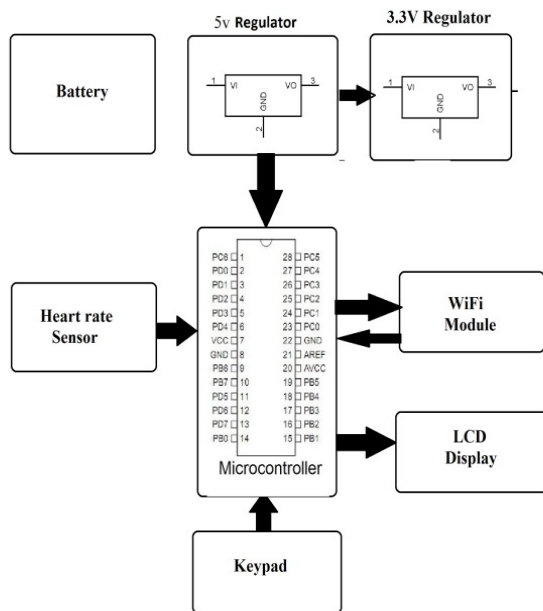 5v Regulator
3.3V Regulator
Battery
1 VI VO 3
GND
2
1 VI VO 3
GND
2
PC6 1 28 PC5
PD0 2 27 PC4
PD1 3 26 PC3
PD2 4 25 PC2
PD3 5 24 PC1
PD4 6 23 PC0
VCC 7 22 GND
GND 8 21 AREF
PB6 9 20 AVCC
PB7 10 19 PB5
PD5 11 18 PB4
PD6 12 17 PB3
PD7 13 16 PB2
PB0 14 15 PB1
Microcontroller
Heart rate
Sensor
WiFi
Module
LCD
Display
Keypad